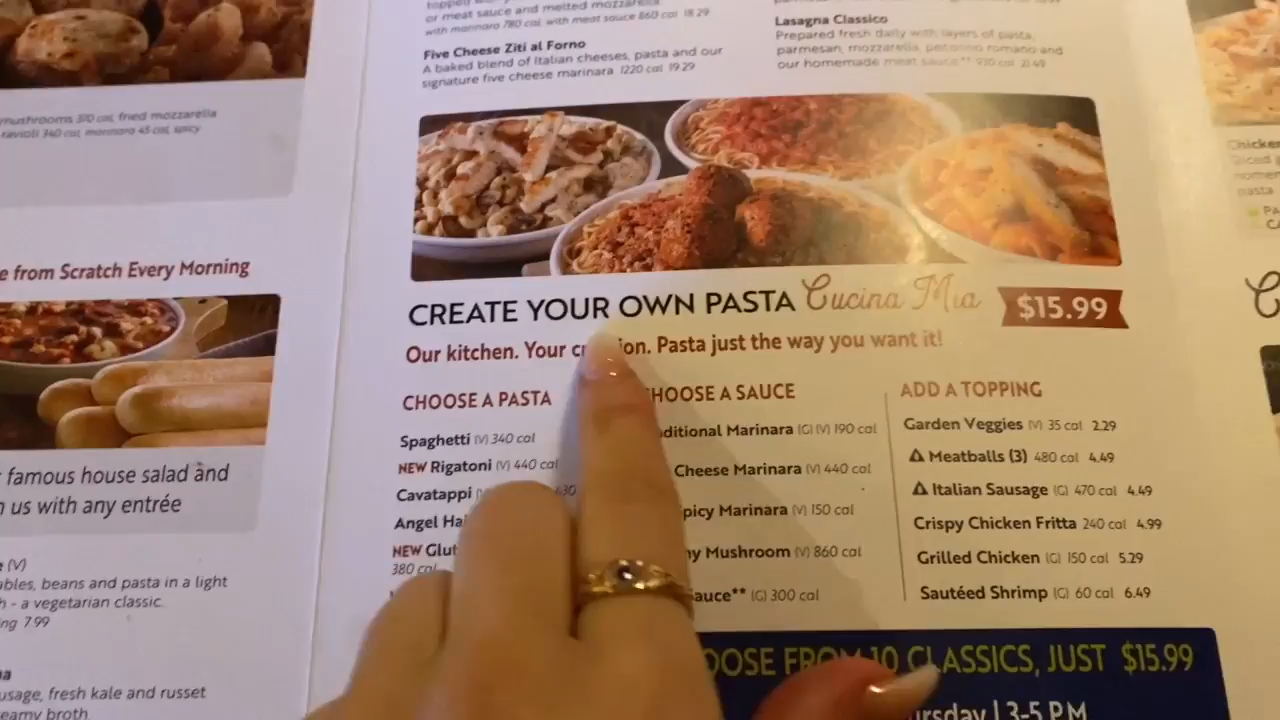 mushrooms 370 cal, fried mozzarella
ravioli 340 cal, marinara 45 cal, spicy
e from Scratch Every Morning
famous house salad and
us with any entrée
(V)
bles, beans and pasta in a light
- a vegetarian classic.
7.99
usage, fresh kale and russet
eamy broth
topped with and melted mozzarella
or meat sauce and melted mozzarella
with marinara 780 cal, with meat sauce 860 cal 18.29
Five Cheese Ziti al Forno
A baked blend of Italian cheeses, pasta and our
signature five cheese marinara 1220 cal 19.29
Lasagna Classico
Prepared fresh daily with layers of pasta,
parmesan, mozzarella, pecorino romano and
our homemade meat sauce** 930 cal 21.49
CREATE YOUR OWN PASTA Cucina Mia $15.99
Our kitchen. Your ion. Pasta just the way you want it!
CHOOSE A PASTA
Spaghetti (V) 340 cal
NEW Rigatoni (V) 440 cal
Cavatappi
Angel Hai
NEW Glut
380 cal
HOOSE A SAUCE
ditional Marinara (G) (V) 190 cal
Cheese Marinara (V) 440 cal
picy Marinara (V) 150 cal
y Mushroom (V) 860 cal
auce** (G) 300 cal
ADD A TOPPING
Garden Veggies (V) 35 cal 2.29
Meatballs (3) 480 cal 4.49
Italian Sausage (G) 470 cal 4.49
Crispy Chicken Fritta 240 cal 4.99
Grilled Chicken (G) 150 cal 5.29
Sautéed Shrimp (G) 60 cal 6.49
OOSE FROM 10 CLASSICS, JUST $15.99
ursday | 3-5 PM
Chicken
pasta